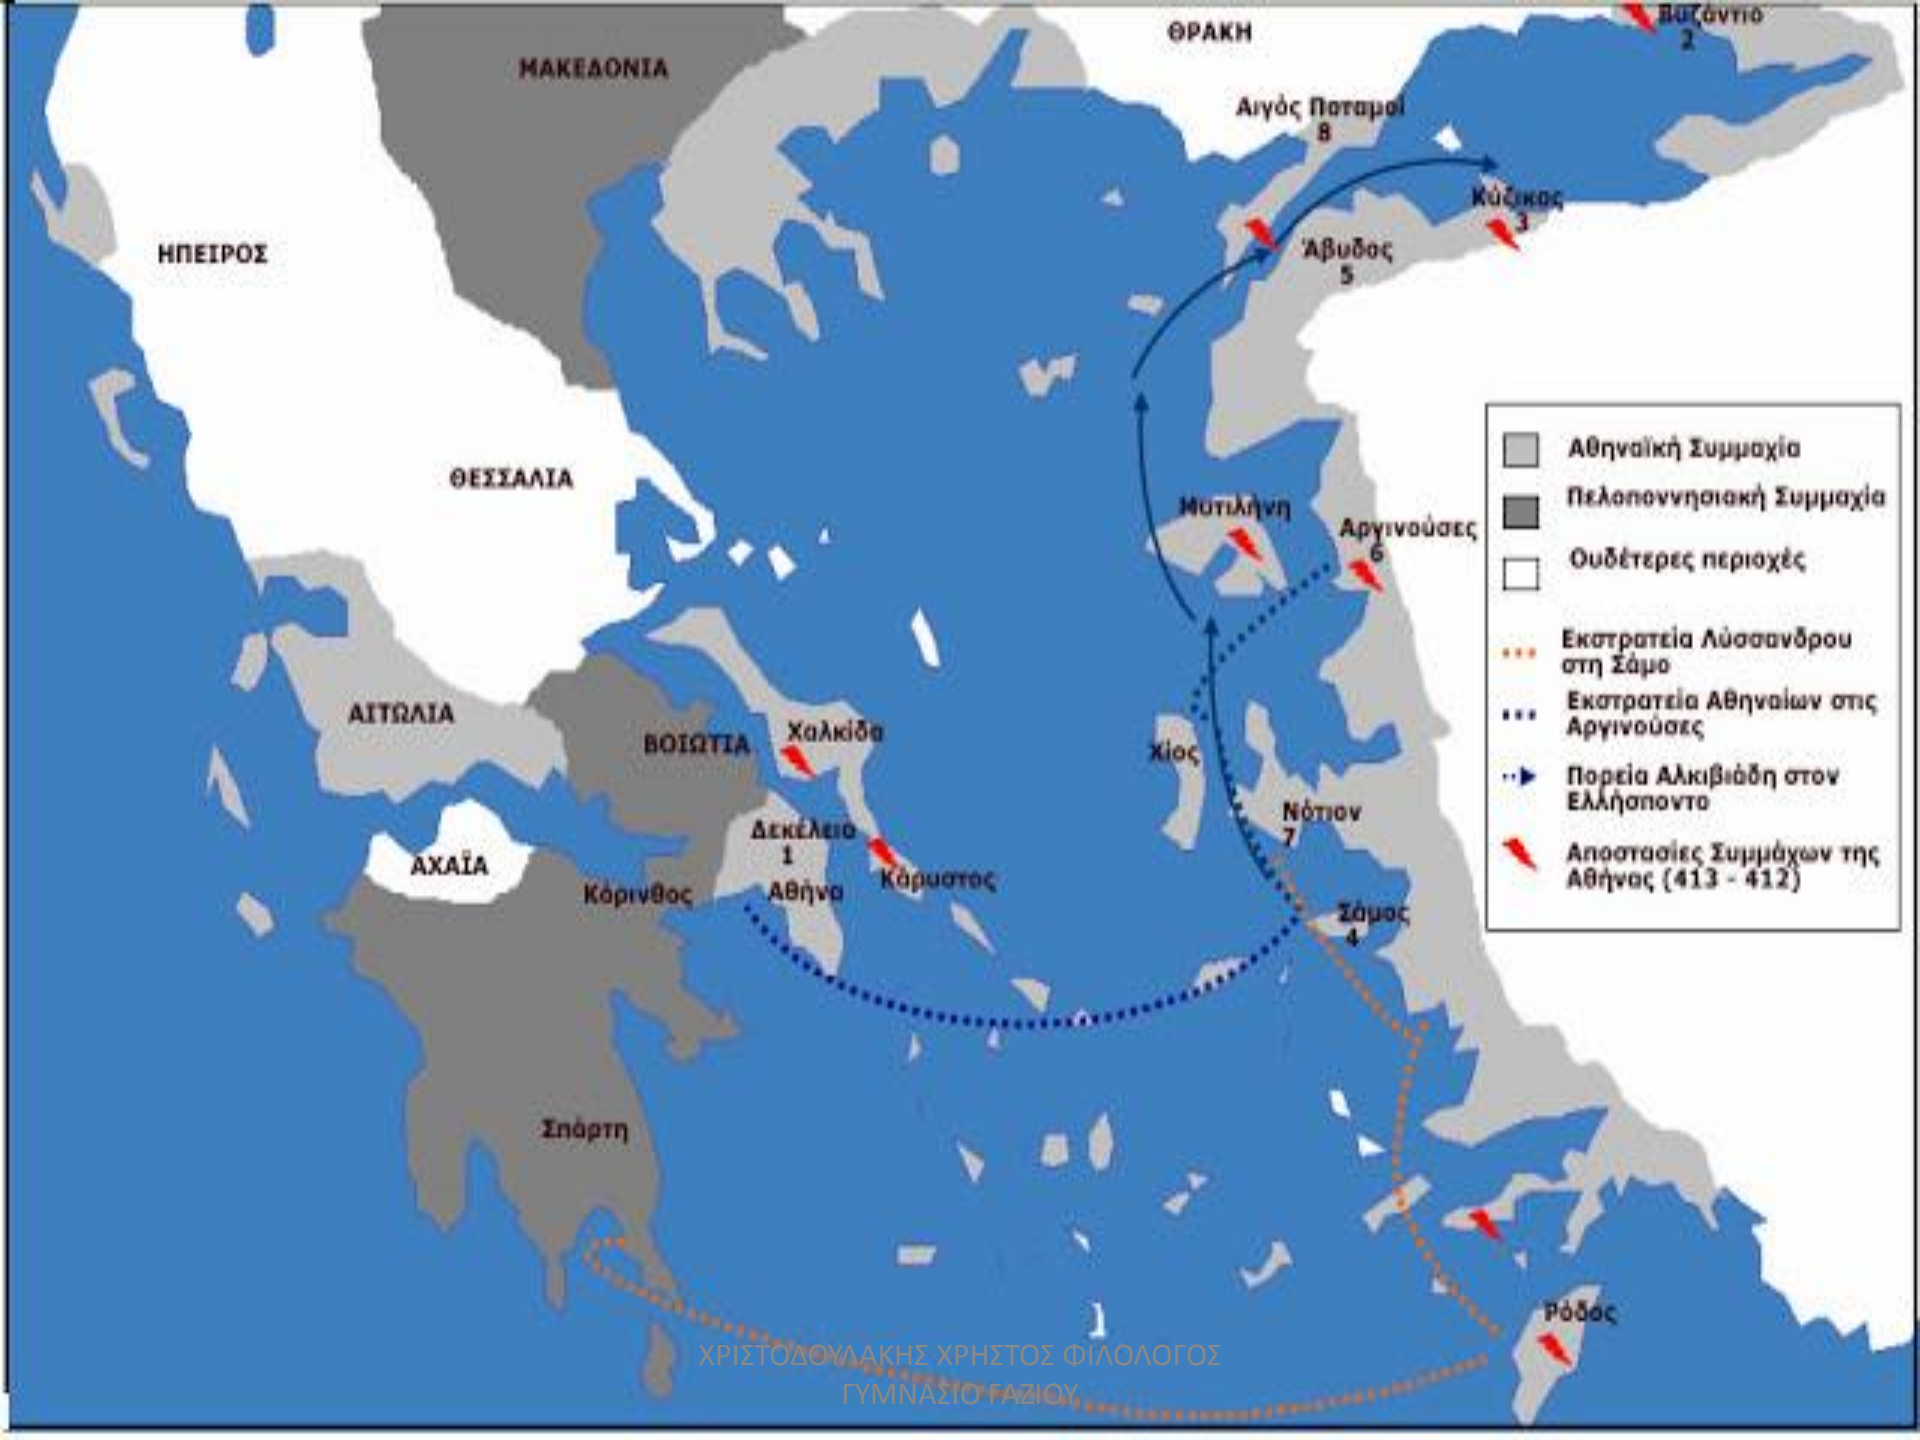 Βυζάντιο
2
ΘΡΑΚΗ
ΜΑΚΕΔΟΝΙΑ
Αιγός Ποταμοί
8
Κύζικος
3
Άβυδος
5
ΗΠΕΙΡΟΣ
ΘΕΣΣΑΛΙΑ
Μυτιλήνη
Αργινούσες
6
ΑΙΤΩΛΙΑ
ΒΟΙΩΤΙΑ
Χαλκίδα
Χίος
Νότιον
7
Δεκέλεια
1
Αθήνα
ΑΧΑΪΑ
Κόρινθος
Κάρυστος
Σάμος
4
Σπάρτη
Ρόδος
Αθηναϊκή Συμμαχία
Πελοποννησιακή Συμμαχία
Ουδέτερες περιοχές
Εκστρατεία Λύσσανδρου
στη Σάμο
Εκστρατεία Αθηναίων στις
Αργινούσες
Πορεία Αλκιβιάδη στον
Ελλήσποντο
Αποστασίες Συμμάχων της
Αθήνας (413 - 412)
ΧΡΙΣΤΟΔΟΥΛΑΚΗΣ ΧΡΗΣΤΟΣ ΦΙΛΟΛΟΓΟΣ
ΓΥΜΝΑΣΙΟ ΓΑΖΙΟΥ